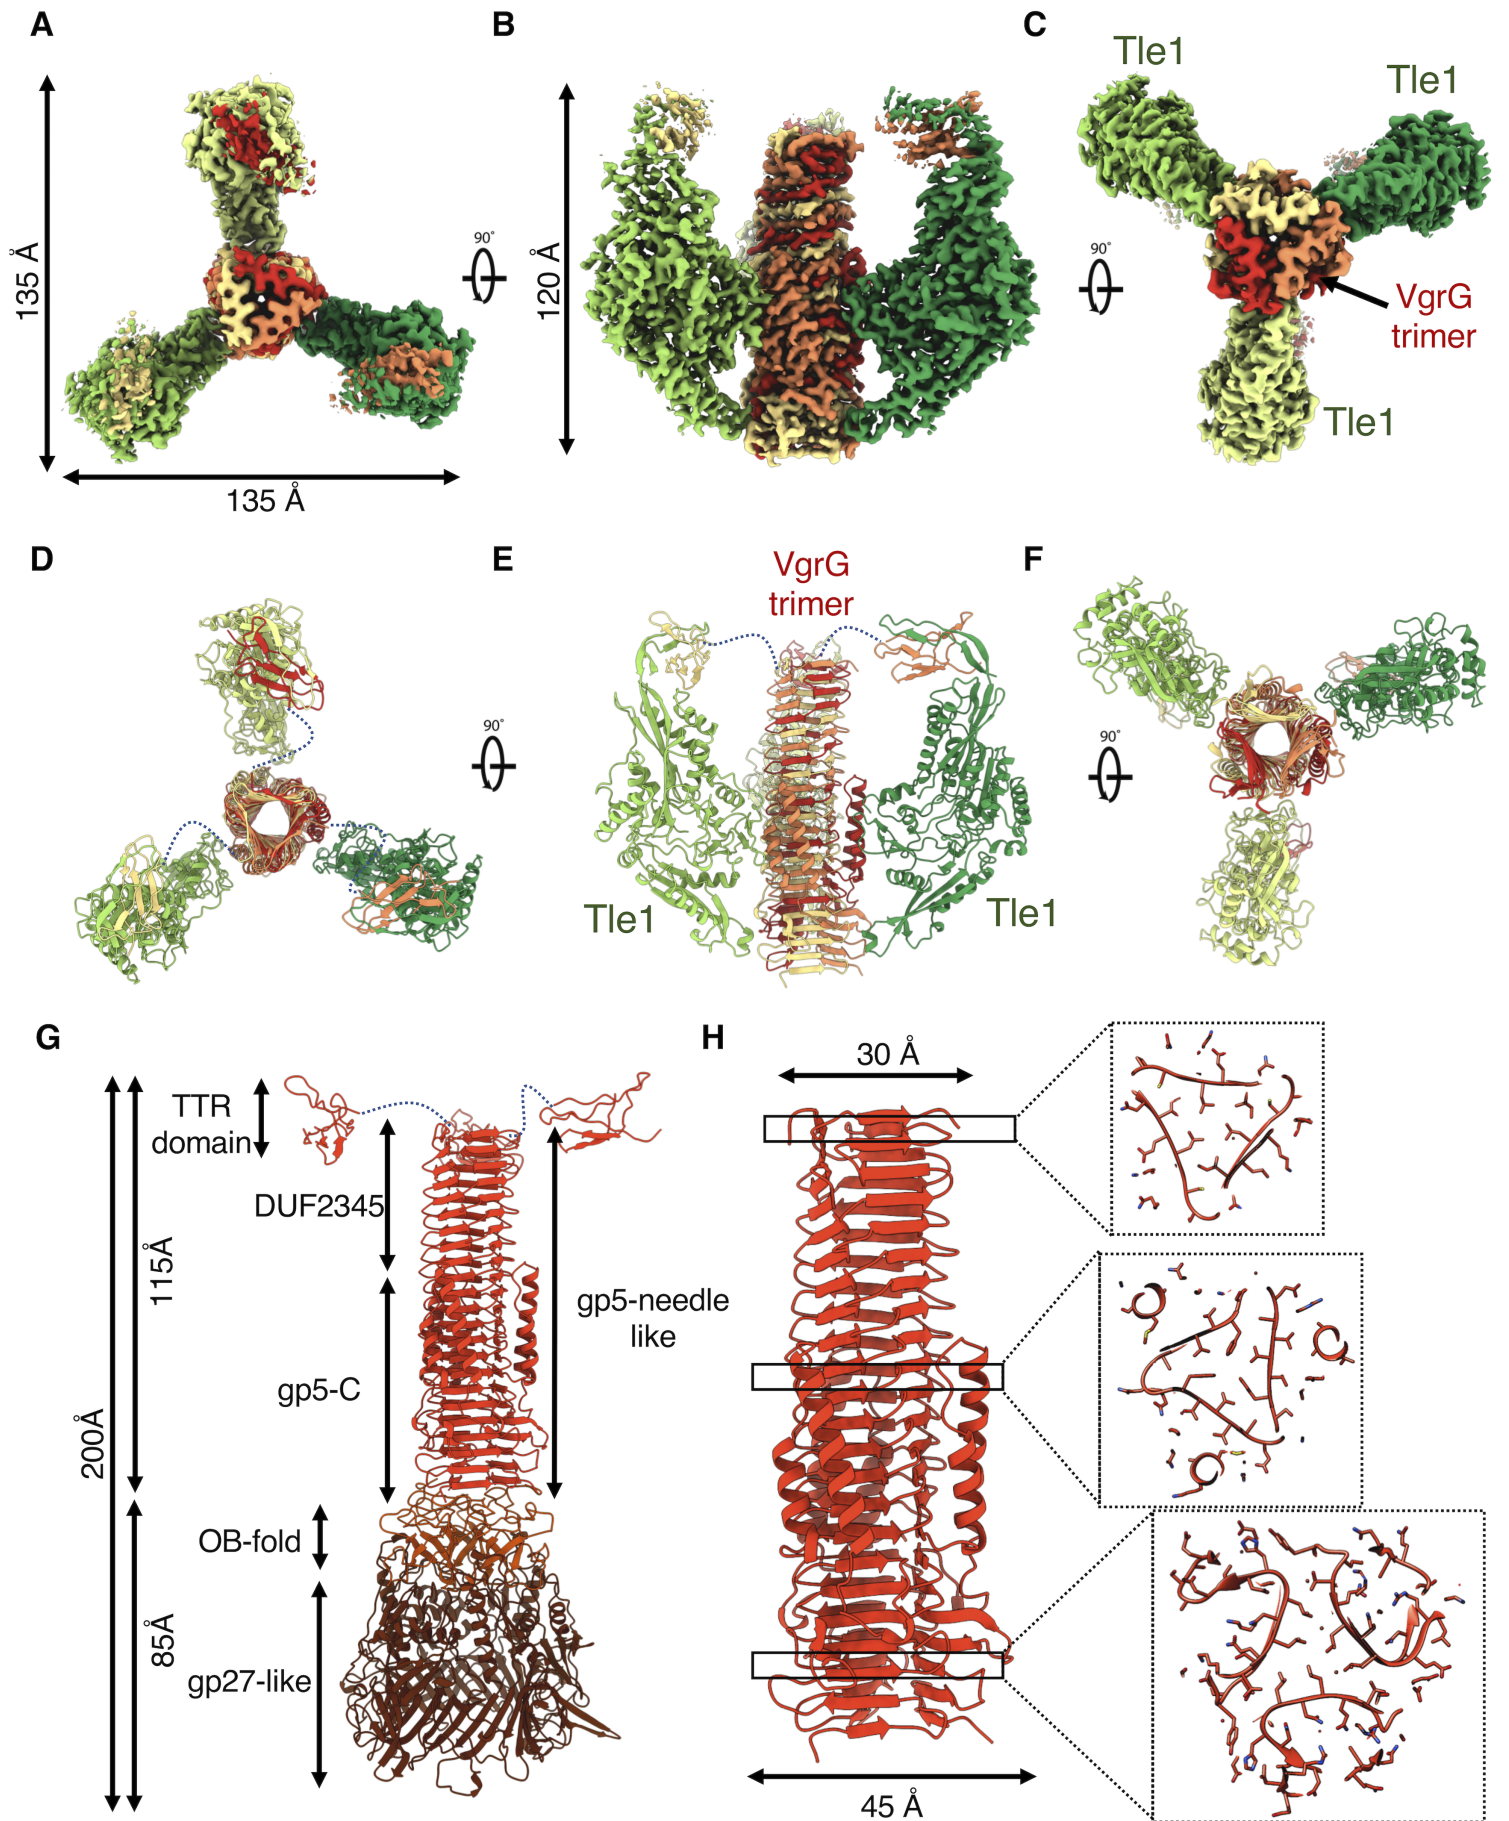 A
B
C
Tle1
Tle1
135 Å
90°
120 Å
90°
VgrG
trimer
Tle1
135 Å
D
E
F
VgrG
trimer
90°
90°
Tle1
Tle1
G
H
TTR
domain
30 Å
DUF2345
115Å
gp5-needle
like
gp5-C
200Å
OB-fold
85Å
gp27-like
45 Å